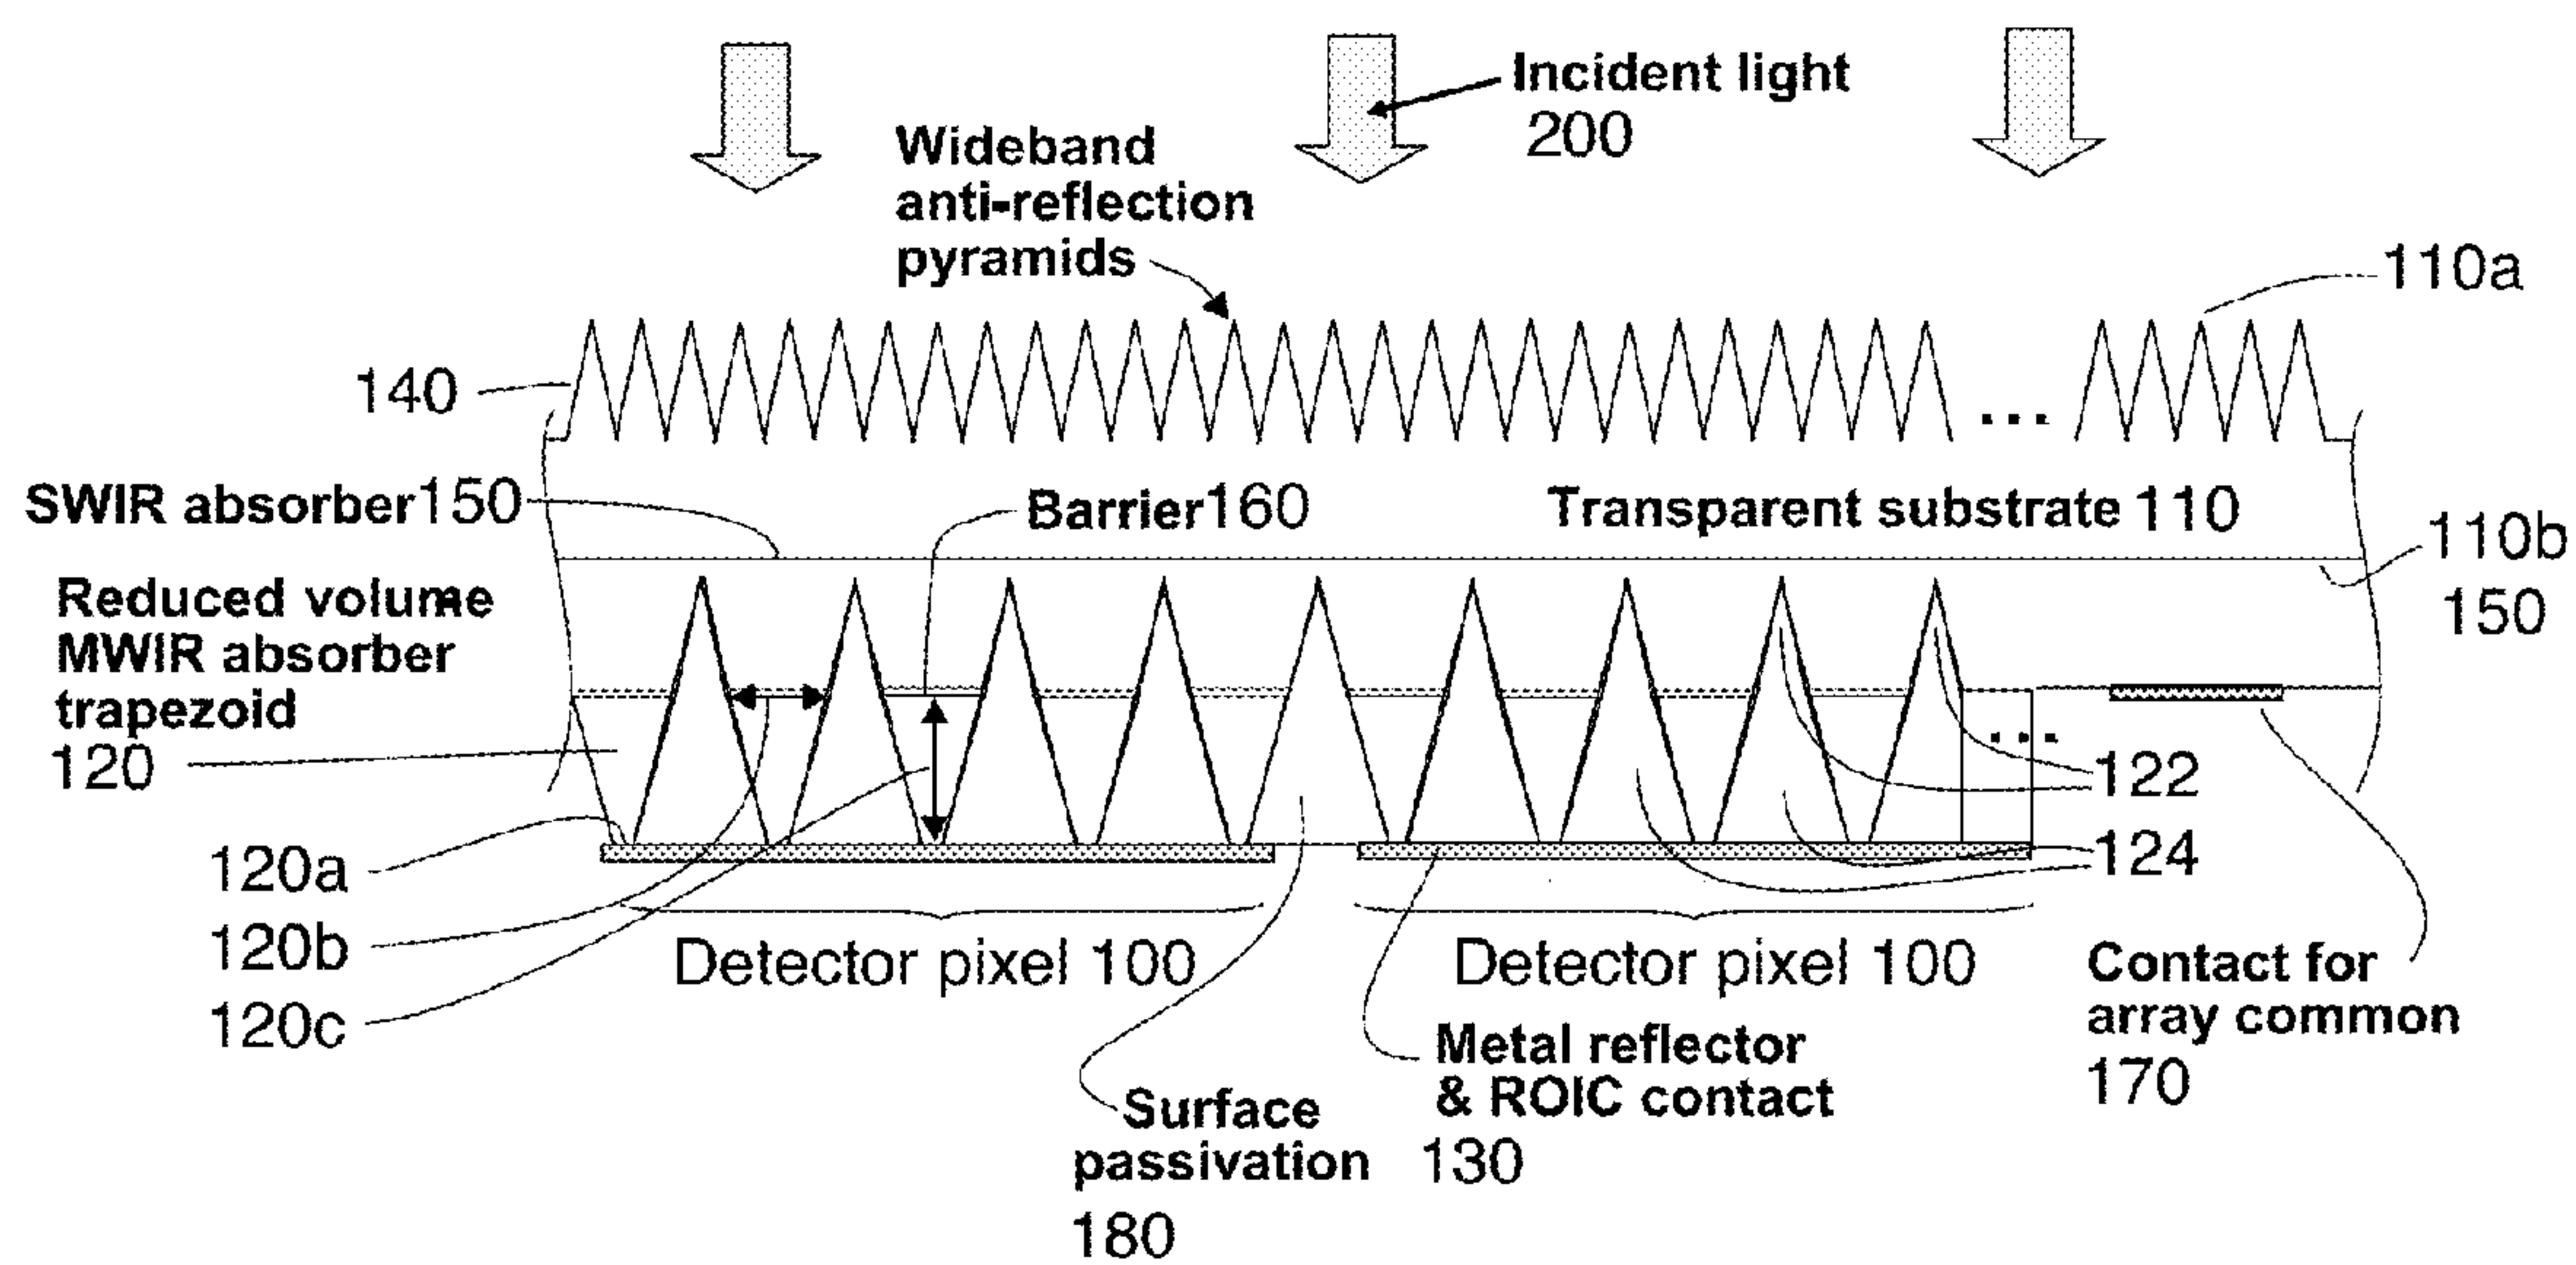 Incident light
200
Wideband
anti-reflection
pyramids
110a
140
SWIR absorber150
Barrier160
Transparent substrate 110
110b
150
Reduced volume
MWIR absorber
trapezoid
120
...
...
122
124
120a
120b
120c
Detector pixel 100
Detector pixel 100
Contact for
array common
170
Metal reflector
& ROIC contact
130
Surface
passivation
180